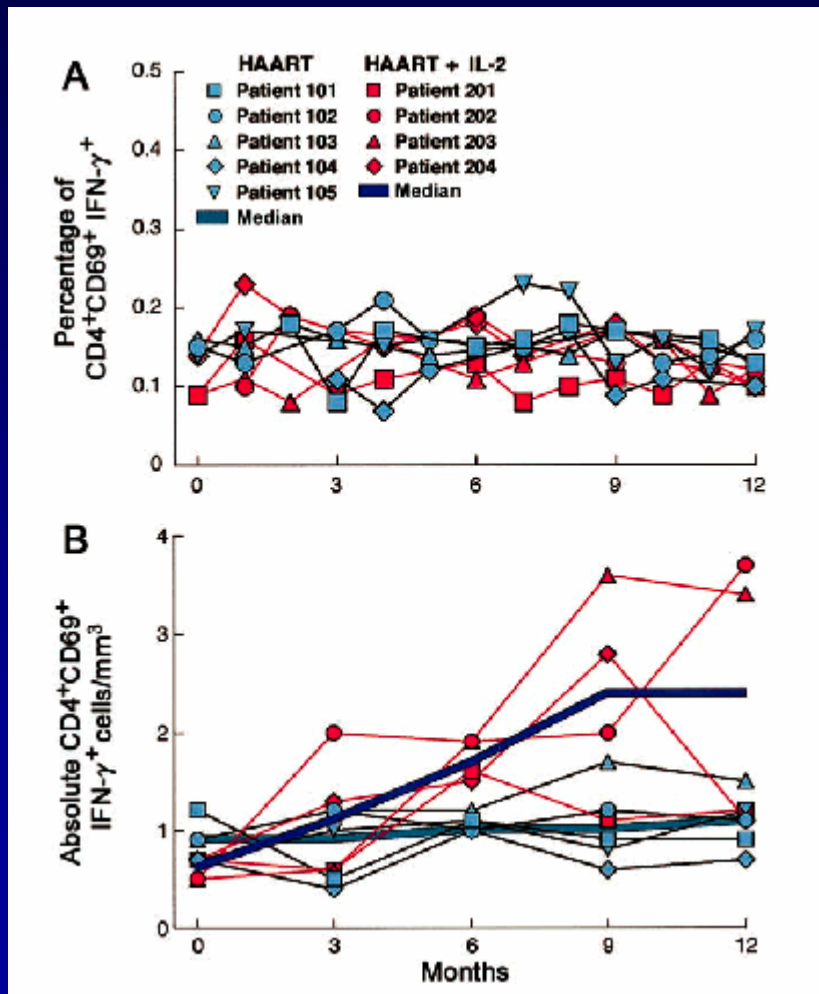 A
HAART HAART + IL-2
Patient 101 Patient 201
Patient 102 Patient 202
Patient 103 Patient 203
Patient 104 Patient 204
Patient 105 Median
Median
Percentage of
CD4⁺CD69⁺ IFN-γ⁺
0.5
0.4
0.3
0.2
0.1
0
0 3 6 9 12
B
Absolute CD4⁺CD69⁺
IFN-γ⁺ cells/mm³
4
3
2
1
0
0 3 6 9 12
Months